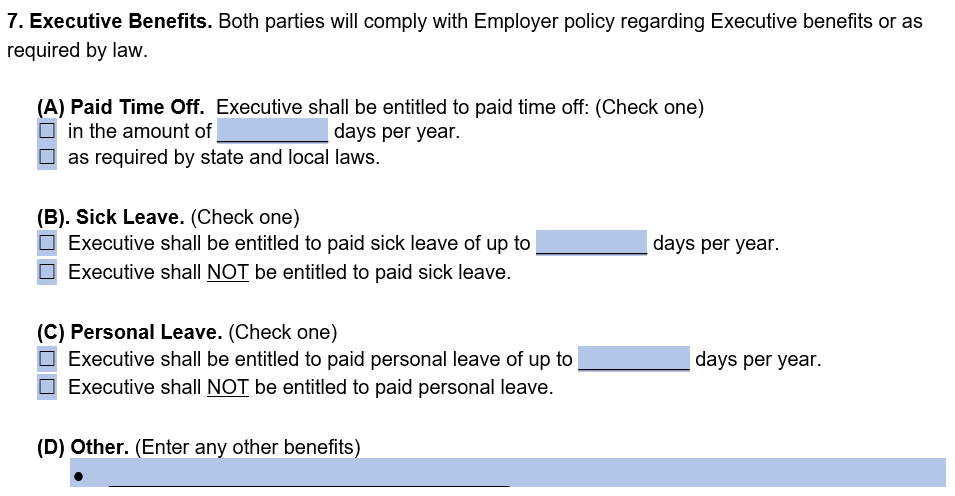 7. Executive Benefits. Both parties will comply with Employer policy regarding Executive benefits or as
required by law.
(A) Paid Time Off. Executive shall be entitled to paid time off: (Check one)
☐ in the amount of __________ days per year.
☐ as required by state and local laws.
(B). Sick Leave. (Check one)
☐ Executive shall be entitled to paid sick leave of up to __________ days per year.
☐ Executive shall NOT be entitled to paid sick leave.
(C) Personal Leave. (Check one)
☐ Executive shall be entitled to paid personal leave of up to __________ days per year.
☐ Executive shall NOT be entitled to paid personal leave.
(D) Other. (Enter any other benefits)
● ____________________________________